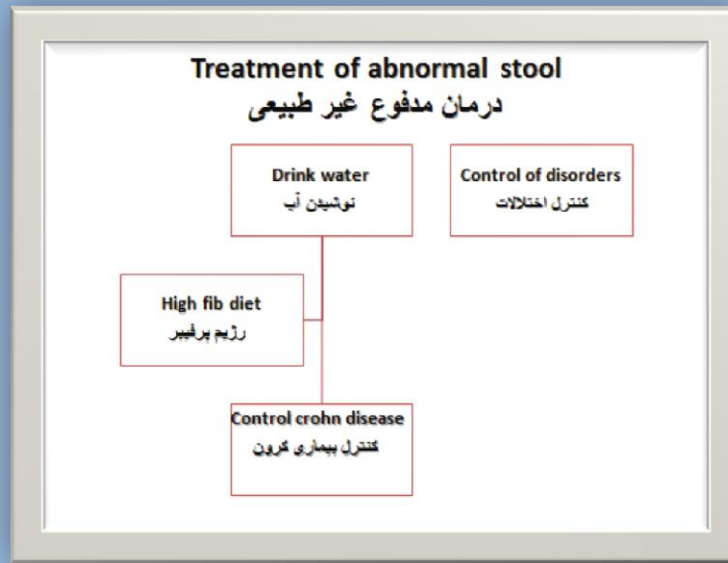 Treatment of abnormal stool
درمان مدفوع غیر طبیعی
Drink water
نوشیدن آب
Control of disorders
کنترل اختلالات
High fib diet
رژیم پرفیبر
Control crohn disease
کنترل بیماری کرون